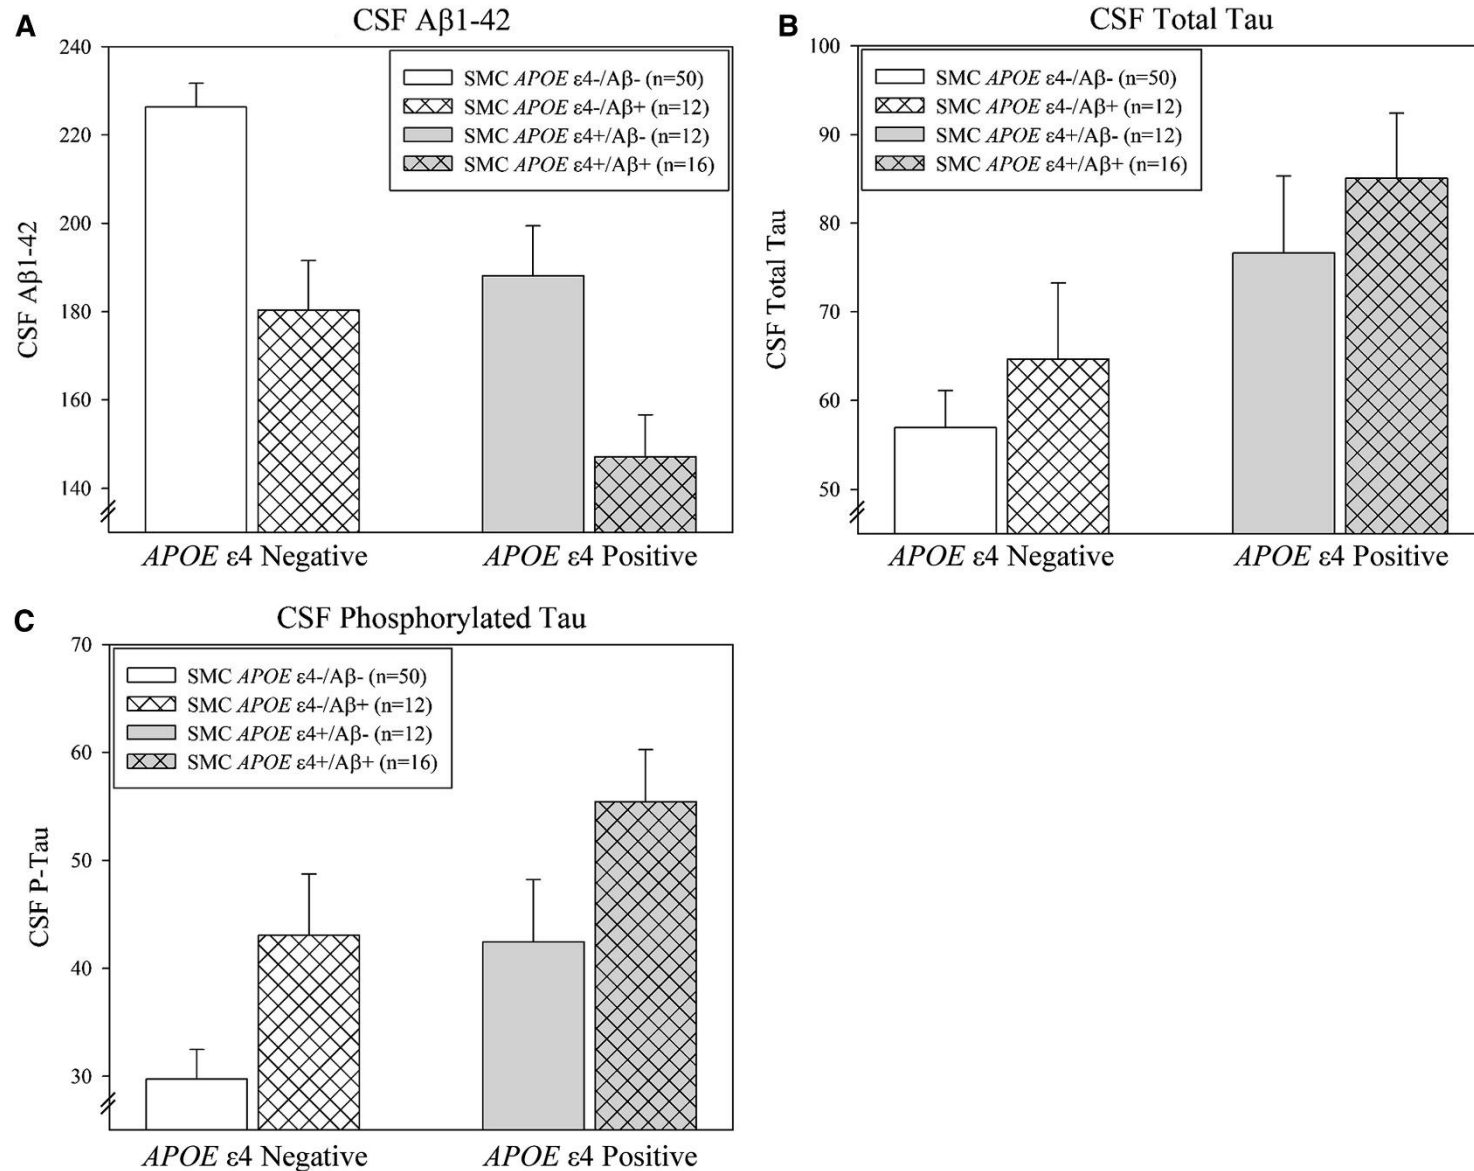 A
CSF Aβ1-42
240
220
200
180
160
140
CSF Aβ1-42
SMC APOE ε4-/Aβ- (n=50)
SMC APOE ε4-/Aβ+ (n=12)
SMC APOE ε4+/Aβ- (n=12)
SMC APOE ε4+/Aβ+ (n=16)
APOE ε4 Negative
APOE ε4 Positive
B
CSF Total Tau
100
90
80
70
60
50
CSF Total Tau
SMC APOE ε4-/Aβ- (n=50)
SMC APOE ε4-/Aβ+ (n=12)
SMC APOE ε4+/Aβ- (n=12)
SMC APOE ε4+/Aβ+ (n=16)
APOE ε4 Negative
APOE ε4 Positive
C
CSF Phosphorylated Tau
70
60
50
40
30
CSF P-Tau
SMC APOE ε4-/Aβ- (n=50)
SMC APOE ε4-/Aβ+ (n=12)
SMC APOE ε4+/Aβ- (n=12)
SMC APOE ε4+/Aβ+ (n=16)
APOE ε4 Negative
APOE ε4 Positive